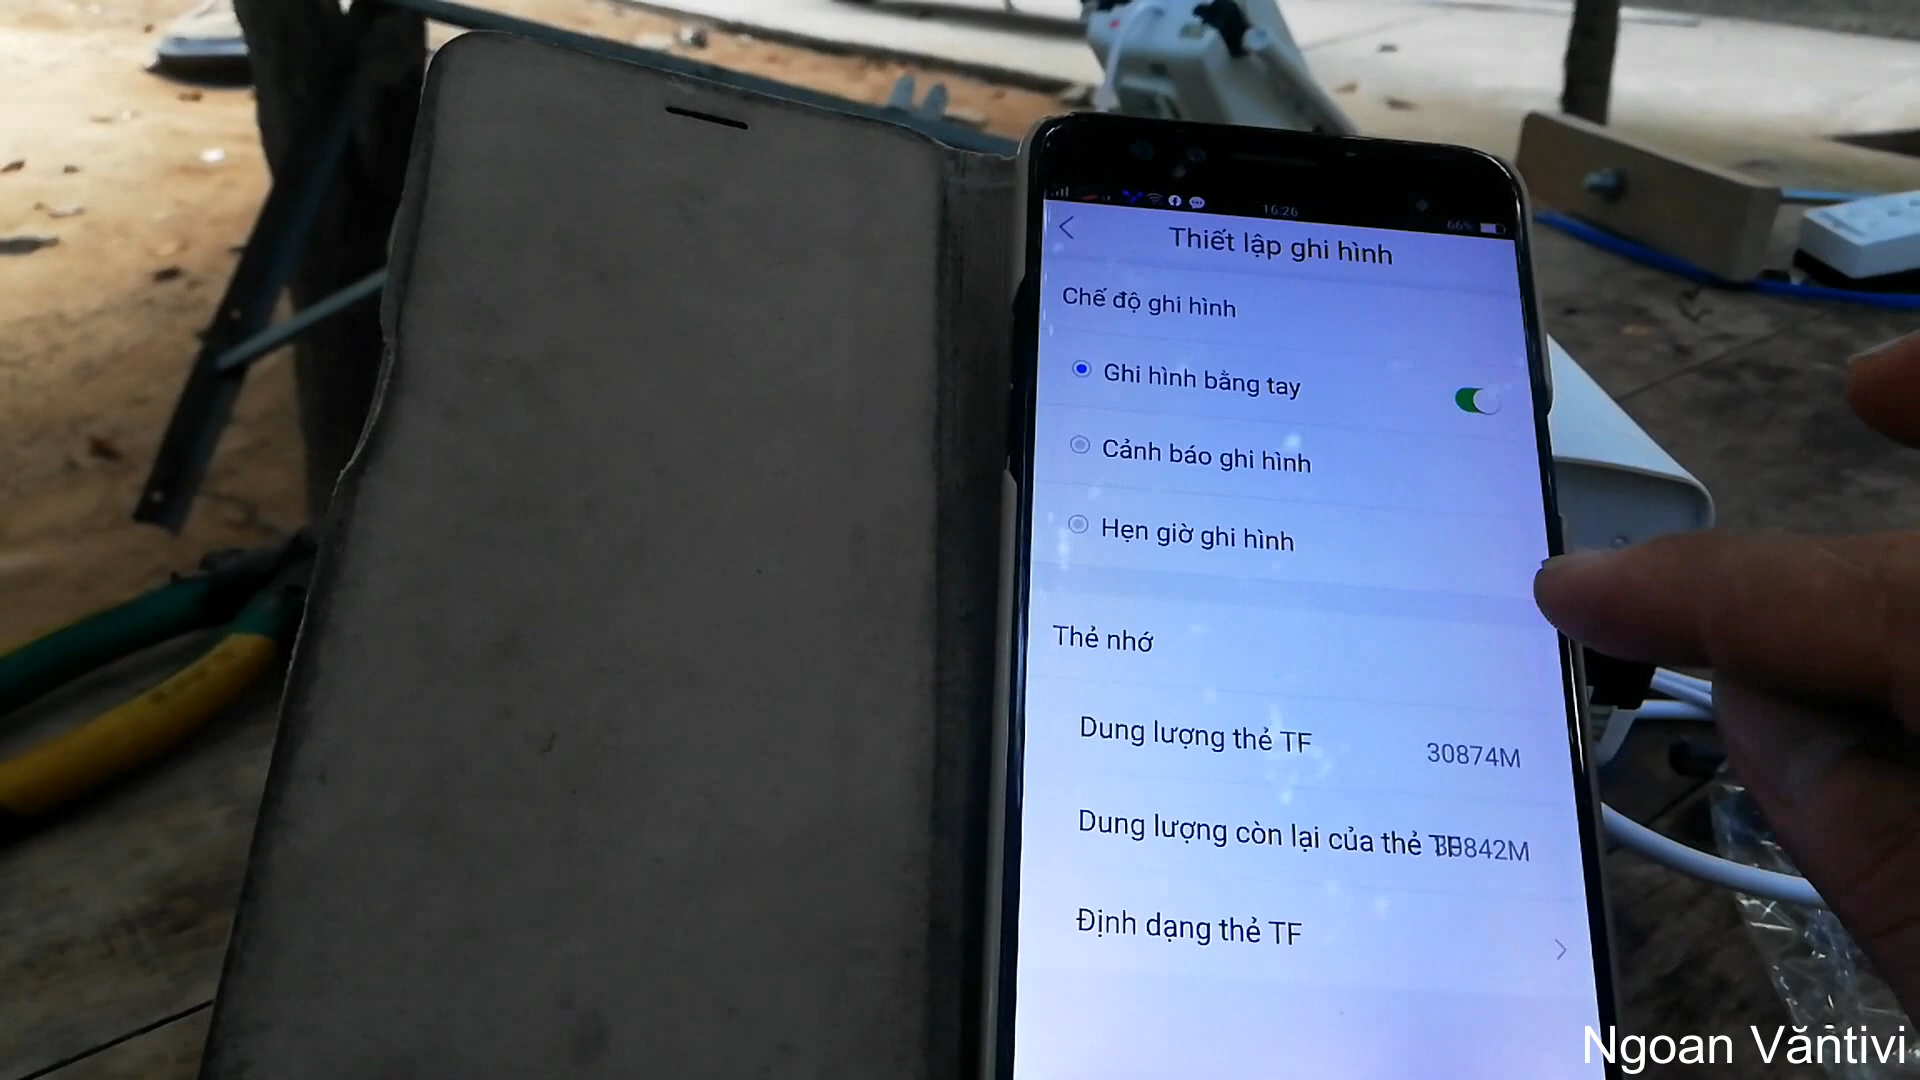 16:26
66%
Thiết lập ghi hình
Chế độ ghi hình
Ghi hình bằng tay
Cảnh báo ghi hình
Hẹn giờ ghi hình
Thẻ nhớ
Dung lượng thẻ TF 30874M
Dung lượng còn lại của thẻ TF
Định dạng thẻ TF
Ngoan Văntivi